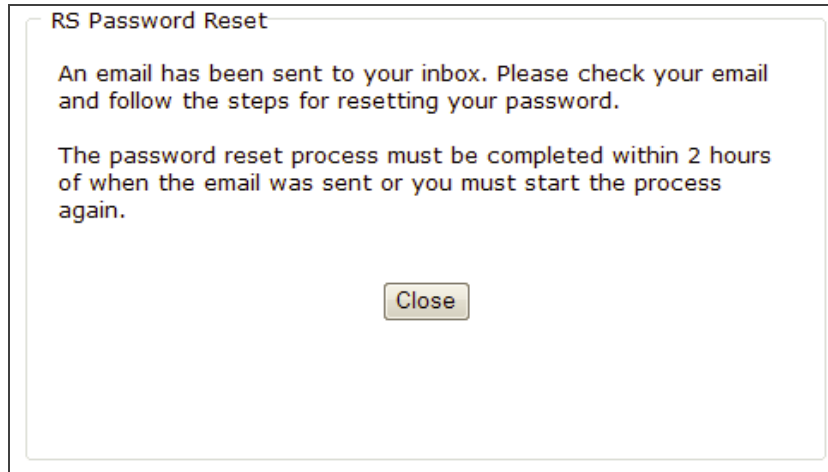 RS Password Reset
An email has been sent to your inbox. Please check your email
and follow the steps for resetting your password.
The password reset process must be completed within 2 hours
of when the email was sent or you must start the process
again.
Close